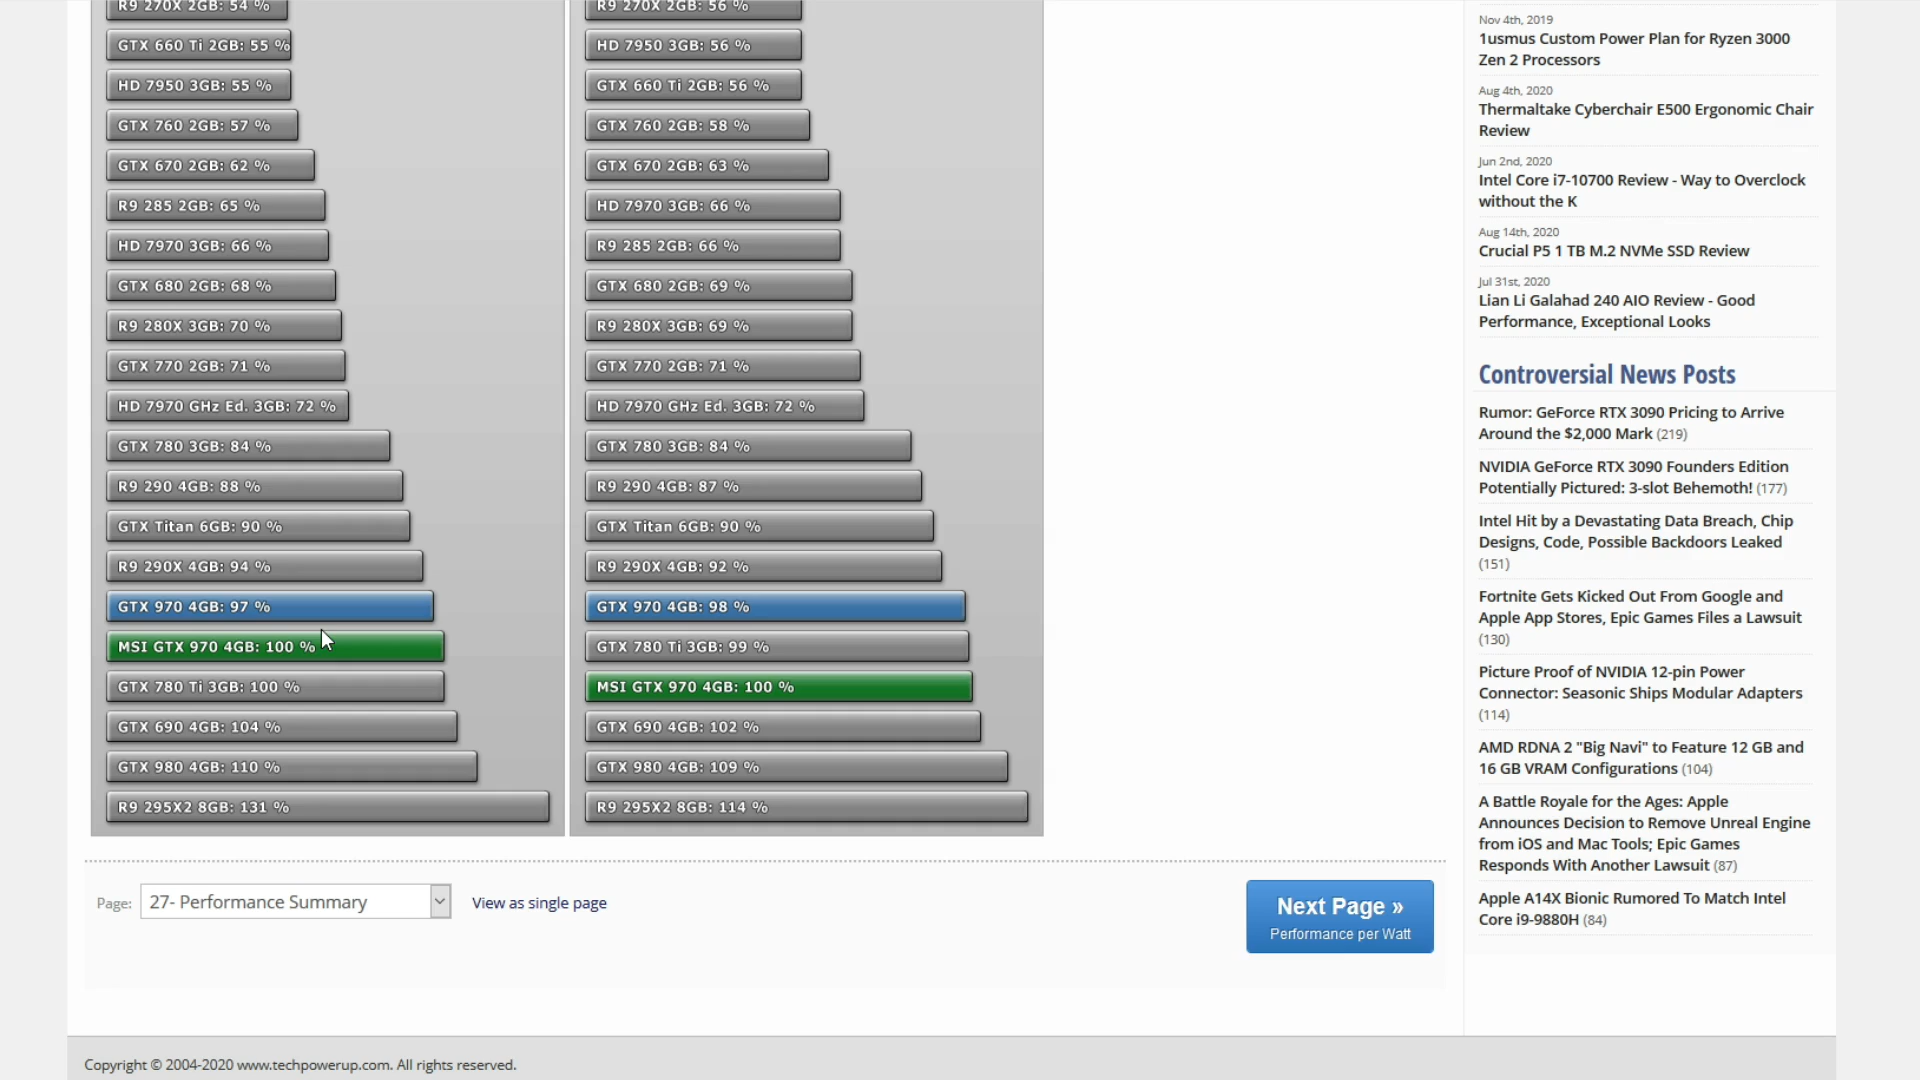 R9 270X 2GB: 54 %
GTX 660 Ti 2GB: 55 %
HD 7950 3GB: 55 %
GTX 760 2GB: 57 %
GTX 670 2GB: 62 %
R9 285 2GB: 65 %
HD 7970 3GB: 66 %
GTX 680 2GB: 68 %
R9 280X 3GB: 70 %
GTX 770 2GB: 71 %
HD 7970 GHz Ed. 3GB: 72 %
GTX 780 3GB: 84 %
R9 290 4GB: 88 %
GTX Titan 6GB: 90 %
R9 290X 4GB: 94 %
GTX 970 4GB: 97 %
MSI GTX 970 4GB: 100 %
GTX 780 Ti 3GB: 100 %
GTX 690 4GB: 104 %
GTX 980 4GB: 110 %
R9 295X2 8GB: 131 %
R9 270X 2GB: 56 %
HD 7950 3GB: 56 %
GTX 660 Ti 2GB: 56 %
GTX 760 2GB: 58 %
GTX 670 2GB: 63 %
HD 7970 3GB: 66 %
R9 285 2GB: 66 %
GTX 680 2GB: 69 %
R9 280X 3GB: 69 %
GTX 770 2GB: 71 %
HD 7970 GHz Ed. 3GB: 72 %
GTX 780 3GB: 84 %
R9 290 4GB: 87 %
GTX Titan 6GB: 90 %
R9 290X 4GB: 92 %
GTX 970 4GB: 98 %
GTX 780 Ti 3GB: 99 %
MSI GTX 970 4GB: 100 %
GTX 690 4GB: 102 %
GTX 980 4GB: 109 %
R9 295X2 8GB: 114 %
Page: 27- Performance Summary View as single page
Next Page »
Performance per Watt
Nov 4th, 2019
1usmus Custom Power Plan for Ryzen 3000
Zen 2 Processors
Aug 4th, 2020
Thermaltake Cyberchair E500 Ergonomic Chair
Review
Jun 2nd, 2020
Intel Core i7-10700 Review - Way to Overclock
without the K
Aug 14th, 2020
Crucial P5 1 TB M.2 NVMe SSD Review
Jul 31st, 2020
Lian Li Galahad 240 AIO Review - Good
Performance, Exceptional Looks
Controversial News Posts
Rumor: GeForce RTX 3090 Pricing to Arrive
Around the $2,000 Mark (219)
NVIDIA GeForce RTX 3090 Founders Edition
Potentially Pictured: 3-slot Behemoth! (177)
Intel Hit by a Devastating Data Breach, Chip
Designs, Code, Possible Backdoors Leaked
(151)
Fortnite Gets Kicked Out From Google and
Apple App Stores, Epic Games Files a Lawsuit
(130)
Picture Proof of NVIDIA 12-pin Power
Connector: Seasonic Ships Modular Adapters
(114)
AMD RDNA 2 "Big Navi" to Feature 12 GB and
16 GB VRAM Configurations (104)
A Battle Royale for the Ages: Apple
Announces Decision to Remove Unreal Engine
from iOS and Mac Tools; Epic Games
Responds With Another Lawsuit (87)
Apple A14X Bionic Rumored To Match Intel
Core i9-9880H (84)
Copyright © 2004-2020 www.techpowerup.com. All rights reserved.